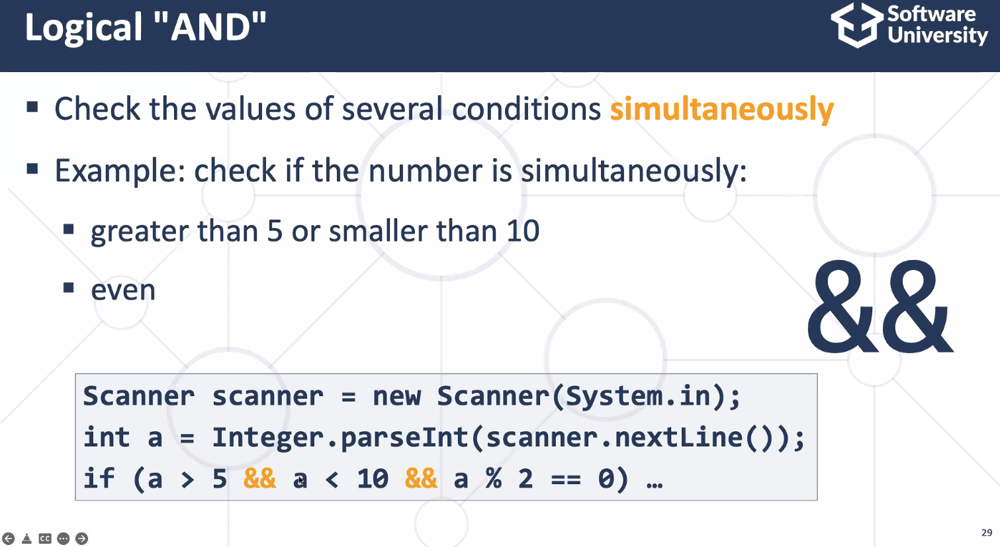 Logical "AND"
Software
University
▪ Check the values of several conditions simultaneously
▪ Example: check if the number is simultaneously:
▪ greater than 5 or smaller than 10
▪ even
&&
Scanner scanner = new Scanner(System.in);
int a = Integer.parseInt(scanner.nextLine());
if (a > 5 && a < 10 && a % 2 == 0) …
CC
29